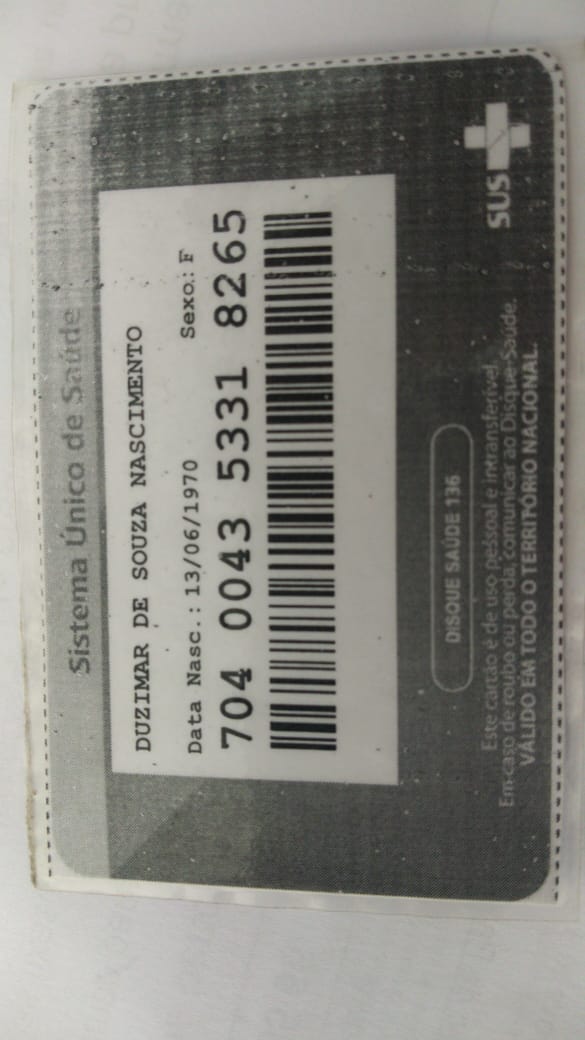 Sistema Único de Saúde
DUZIMAR DE SOUZA NASCIMENTO
Data Nasc.: 13/06/1970 Sexo.: F
704 0043 5331 8265
DISQUE SAÚDE 136
Este cartão é de uso pessoal e intransferível.
Em caso de roubo ou perda, comunicar ao Disque Saúde.
VÁLIDO EM TODO O TERRITÓRIO NACIONAL.
SUS